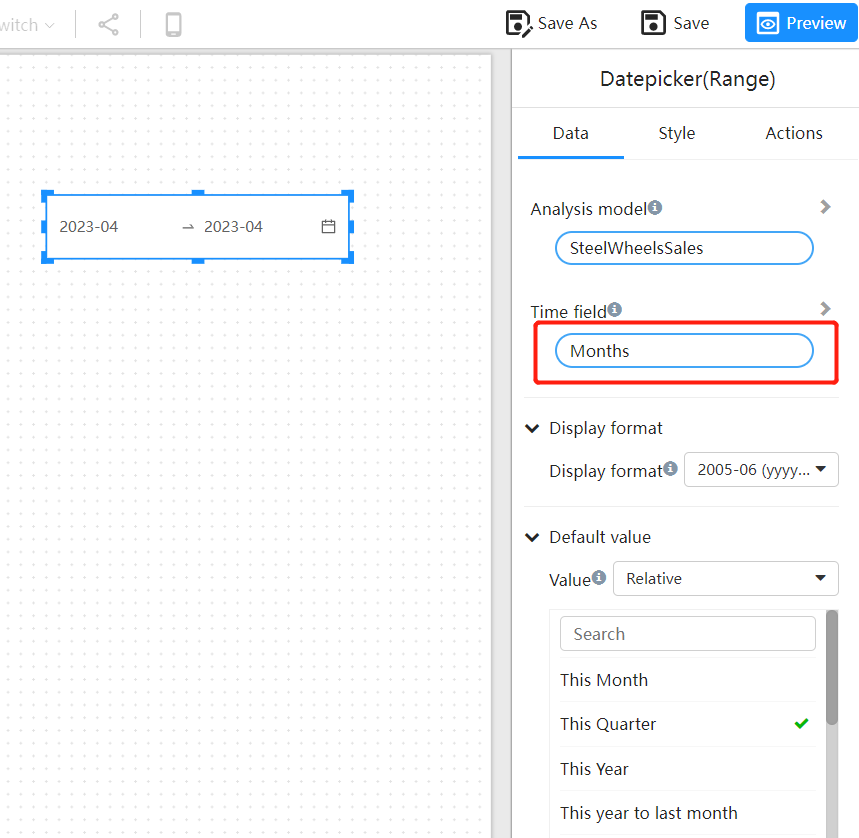 witch
Save As
Save
Preview
Datepicker(Range)
Data
Style
Actions
2023-04
2023-04
Analysis model
SteelWheelsSales
Time field
Months
Display format
Display format
2005-06 (yyyy...
Default value
Value
Relative
Search
This Month
This Quarter
This Year
This year to last month